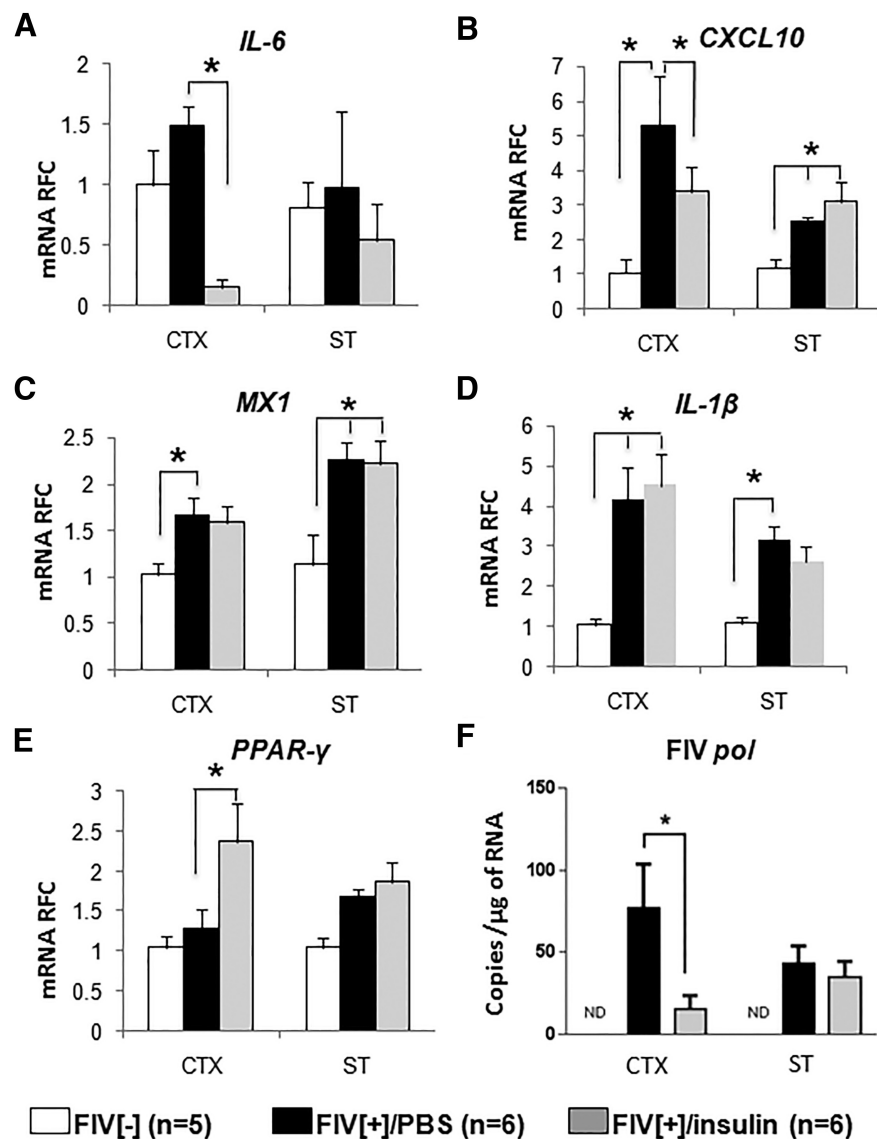 A
IL-6
*
mRNA RFC
2
1.5
1
0.5
0
CTX ST
B
CXCL10
* *
*
mRNA RFC
7
6
5
4
3
2
1
0
CTX ST
C
MX1
*
*
mRNA RFC
2.5
2
1.5
1
0.5
0
CTX ST
D
IL-1β
*
*
mRNA RFC
6
5
4
3
2
1
0
CTX ST
E
PPAR-γ
*
mRNA RFC
3
2.5
2
1.5
1
0.5
0
CTX ST
F
FIV pol
*
Copies /µg of RNA
150
100
50
0
ND ND
CTX ST
FIV[-] (n=5) FIV[+]/PBS (n=6) FIV[+]/insulin (n=6)